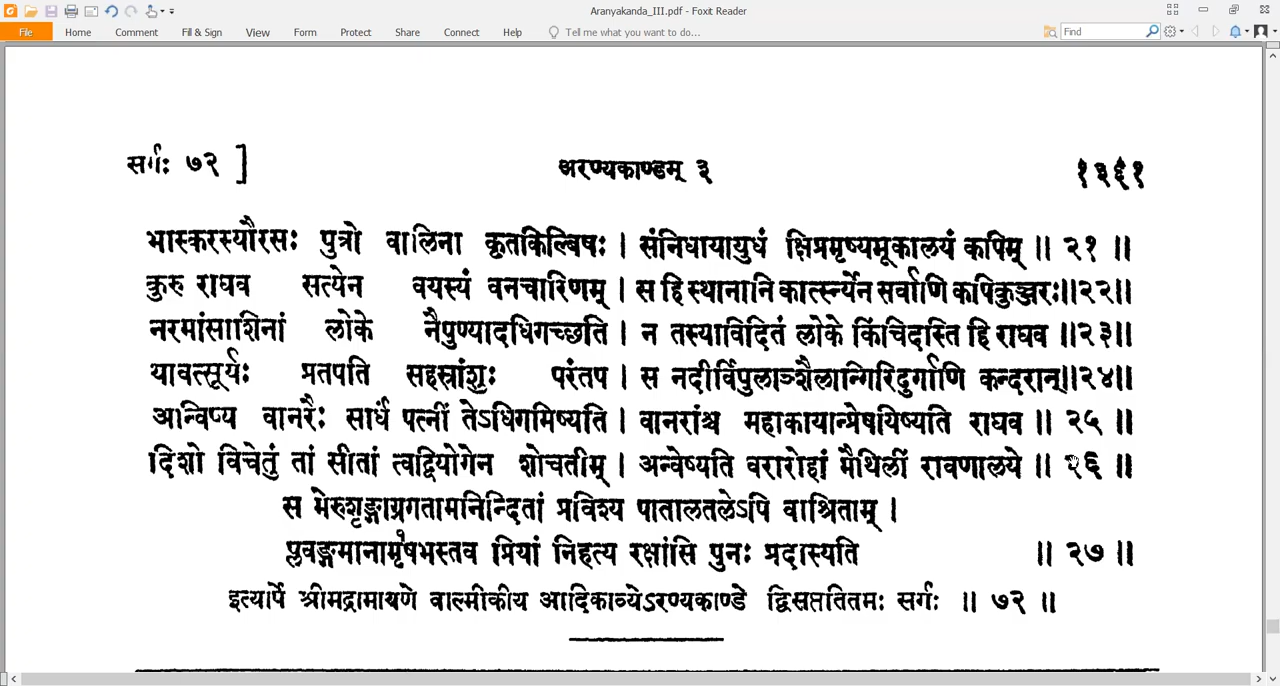 Aranyakanda_III.pdf - Foxit Reader
File Home Comment Fill & Sign View Form Protect Share Connect Help Tell me what you want to do... Find
सर्गः ७२ ] अरण्यकाण्डम् ३ १३६१
भास्करस्यौरसः पुत्रो वालिना कृतकिल्बिषः । संनिधायायुधं क्षिप्रमृष्यमूकालयं कपिम् ॥ २१ ॥
कुरु राघव सत्येन वयस्यं वनचारिणम् । स हि स्थानानि कार्त्स्न्येन सर्वाणि कपिकुञ्जरः॥२२॥
नरमांसाशिनां लोके नैपुण्यादधिगच्छति । न तस्याविदितं लोके किंचिदस्ति हि राघव ॥२३॥
यावत्सूर्यः प्रतपति सहस्रांशुः परंतप । स नदीर्विपुलाञ्शैलान्गिरिदुर्गाणि कन्दरान्॥२४॥
अन्विष्य वानरैः सार्धं पत्नीं तेऽधिगमिष्यति । वानरांश्च महाकायान्प्रेषयिष्यति राघव ॥ २५ ॥
दिशो विचेतुं तां सीतां त्वद्वियोगेन शोचतीम् । अन्वेष्यति वरारोहां मैथिलीं रावणालये ॥ २६ ॥
स मेरुशृङ्गाग्रगतामनिन्दितां प्रविश्य पातालतलेऽपि वाश्रिताम् ।
प्लवङ्गमानामृषभस्तव प्रियां निहत्य रक्षांसि पुनः प्रदास्यति ॥ २७ ॥
इत्यार्षे श्रीमद्रामायणे वाल्मीकीय आदिकाव्येऽरण्यकाण्डे द्विसप्ततितमः सर्गः ॥ ७२ ॥